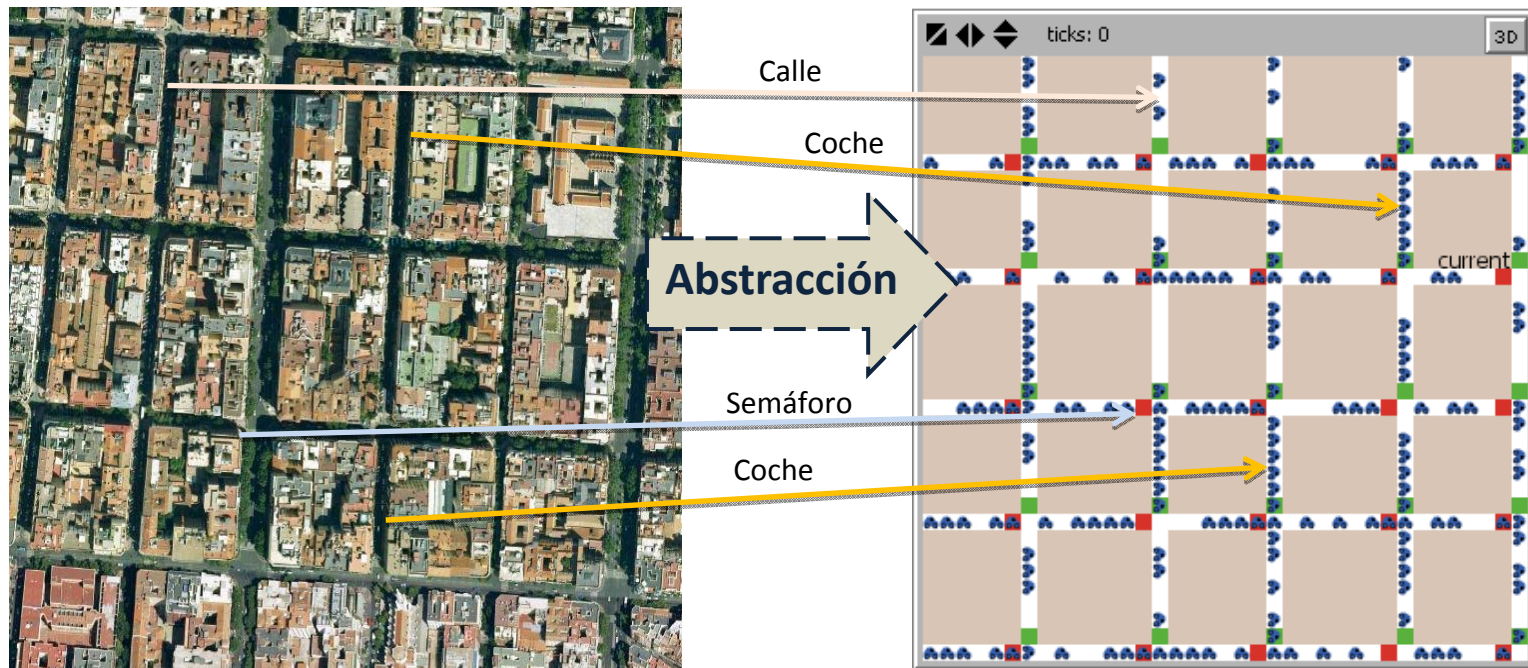 ticks: 0
3D
Calle
Coche
Abstracción
current
Semáforo
Coche